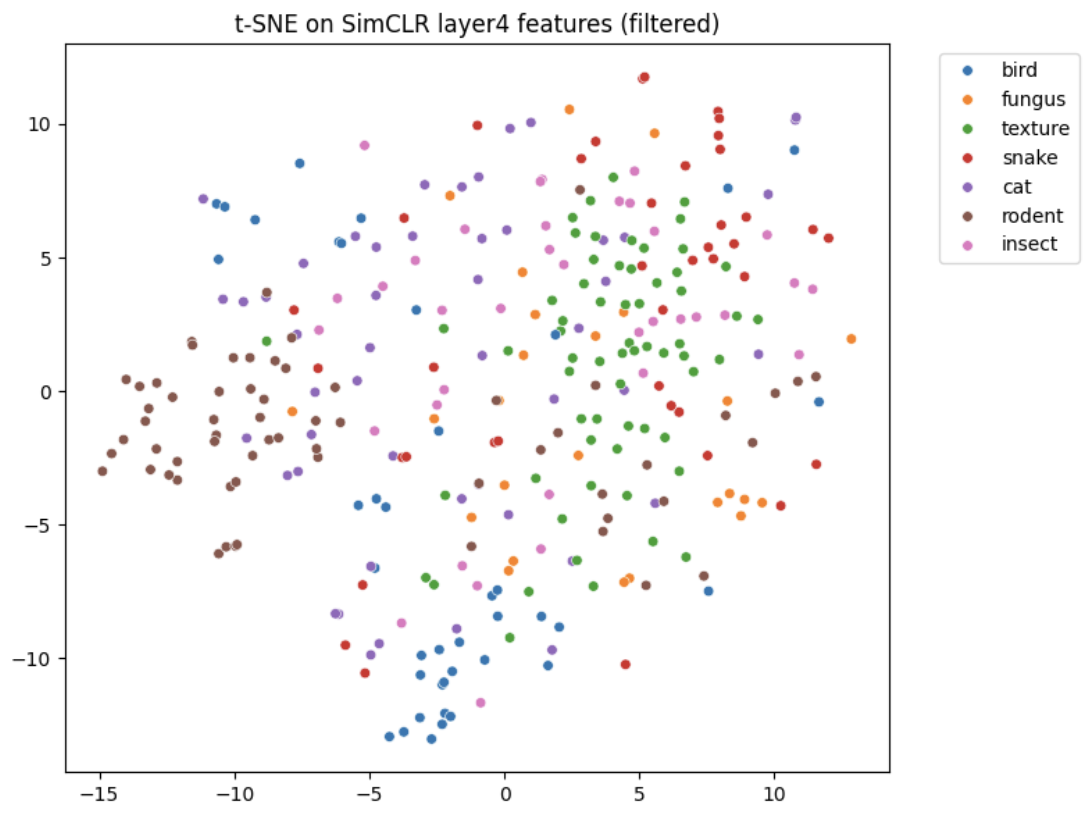 t-SNE on SimCLR layer4 features (filtered)
bird
fungus
texture
snake
cat
rodent
insect
10
5
0
−5
−10
−15
−10
−5
0
5
10